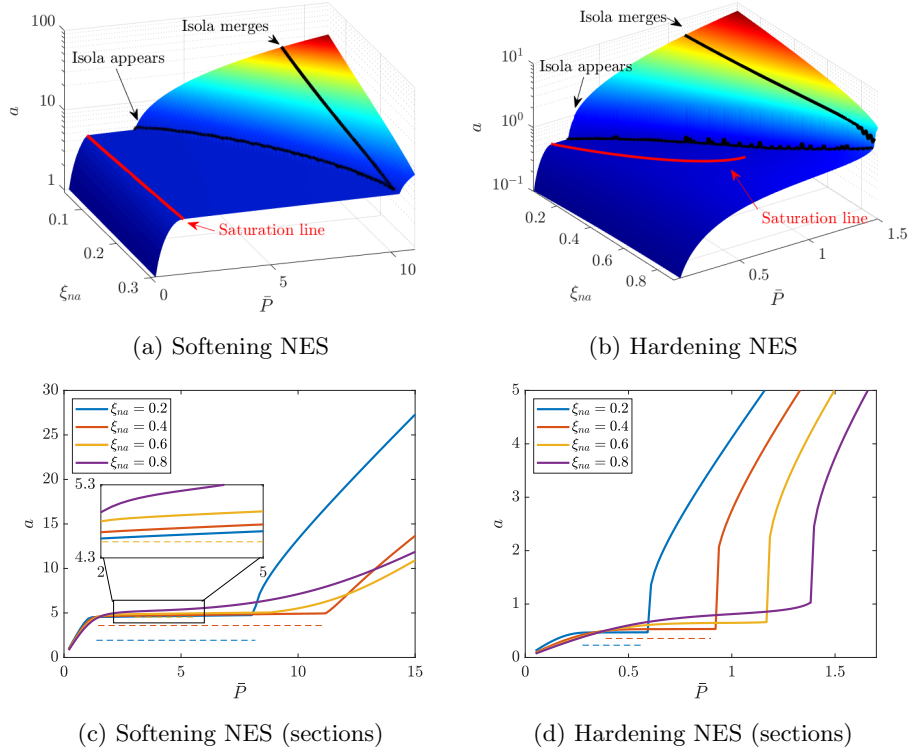 100
10
1
a
Isola appears
Isola merges
Saturation line
0.1
0.2
0.3
ξna
0
5
10
P̄
(a) Softening NES
10^1
10^0
10^-1
a
Isola merges
Isola appears
Saturation line
0.2
0.4
0.6
0.8
ξna
0.5
1
1.5
P̄
(b) Hardening NES
30
25
20
15
10
5
0
a
ξna = 0.2
ξna = 0.4
ξna = 0.6
ξna = 0.8
5.3
4.3
2
5
0
5
10
15
P̄
(c) Softening NES (sections)
5
4
3
2
1
0
a
ξna = 0.2
ξna = 0.4
ξna = 0.6
ξna = 0.8
0
0.5
1
1.5
P̄
(d) Hardening NES (sections)